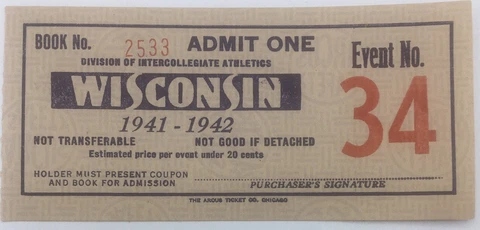 BOOK No. 2533 ADMIT ONE
DIVISION OF INTERCOLLEGIATE ATHLETICS
WISCONSIN
1941 - 1942
Event No.
34
NOT TRANSFERABLE NOT GOOD IF DETACHED
Estimated price per event under 20 cents
HOLDER MUST PRESENT COUPON
AND BOOK FOR ADMISSION
PURCHASER'S SIGNATURE
THE ARCUS TICKET CO. CHICAGO